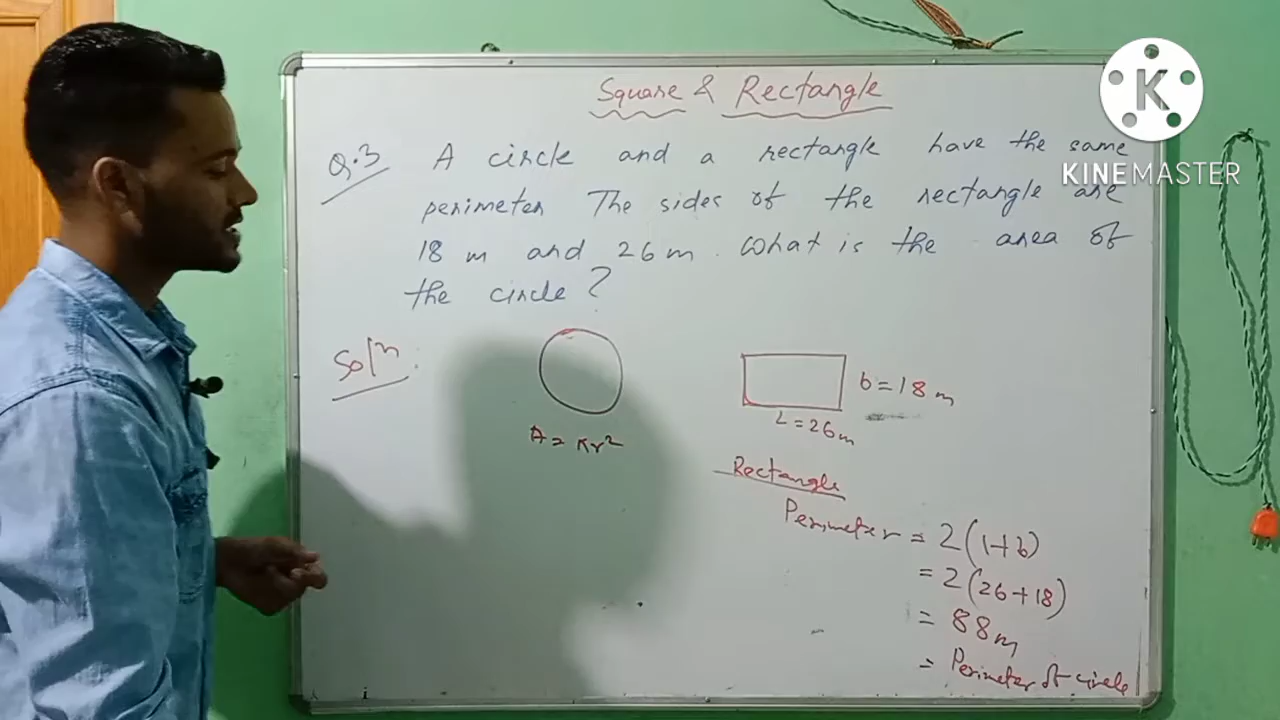 Square & Rectangle
Q.3 A circle and a rectangle have the same
perimeter The sides of the rectangle are
18 m and 26 m. What is the area of
the circle?
Solⁿ.
b = 18 m
L = 26 m
A = πr²
Rectangle
Perimeter = 2(l+b)
= 2(26+18)
= 88 m
= Perimeter of circle
K
KINEMASTER